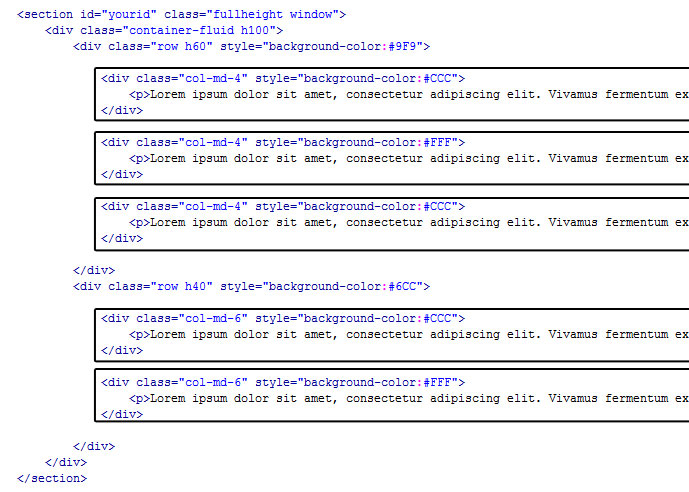 <section id="yourid" class="fullheight window">
<div class="container-fluid h100">
<div class="row h60" style="background-color:#9F9">
<div class="col-md-4" style="background-color:#CCC">
<p>Lorem ipsum dolor sit amet, consectetur adipiscing elit. Vivamus fermentum ex
</div>
<div class="col-md-4" style="background-color:#FFF">
<p>Lorem ipsum dolor sit amet, consectetur adipiscing elit. Vivamus fermentum ex
</div>
<div class="col-md-4" style="background-color:#CCC">
<p>Lorem ipsum dolor sit amet, consectetur adipiscing elit. Vivamus fermentum ex
</div>
</div>
<div class="row h40" style="background-color:#6CC">
<div class="col-md-6" style="background-color:#CCC">
<p>Lorem ipsum dolor sit amet, consectetur adipiscing elit. Vivamus fermentum ex
</div>
<div class="col-md-6" style="background-color:#FFF">
<p>Lorem ipsum dolor sit amet, consectetur adipiscing elit. Vivamus fermentum ex
</div>
</div>
</div>
</section>